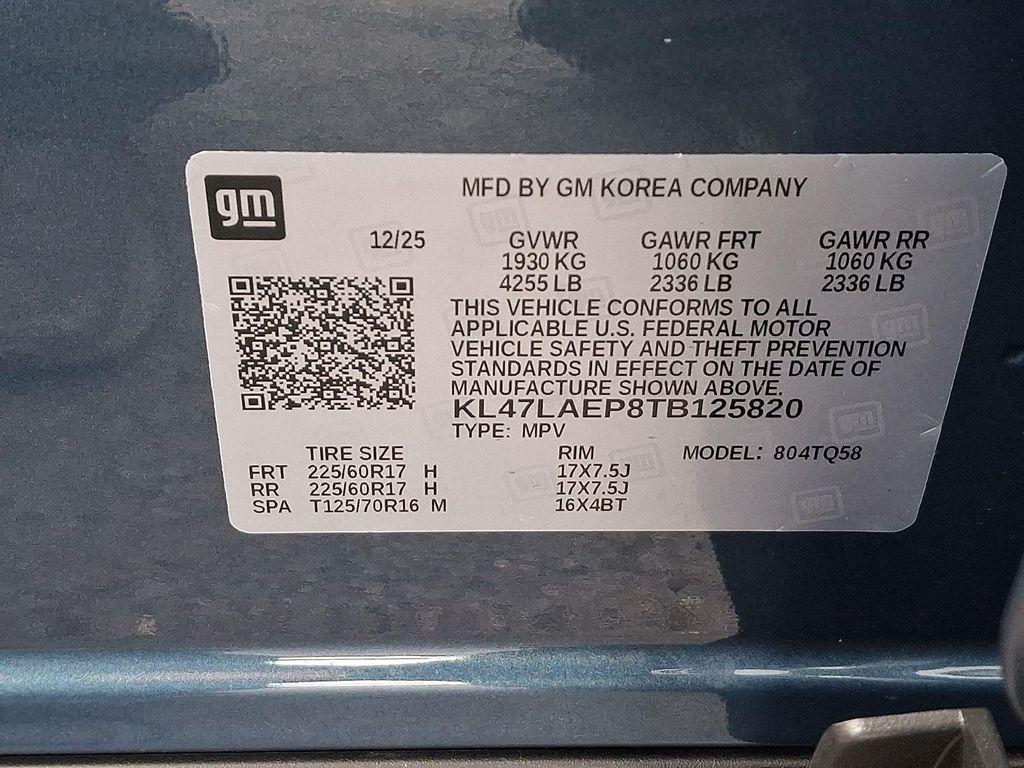 gm
MFD BY GM KOREA COMPANY
12/25 GVWR GAWR FRT GAWR RR
1930 KG 1060 KG 1060 KG
4255 LB 2336 LB 2336 LB
THIS VEHICLE CONFORMS TO ALL
APPLICABLE U.S. FEDERAL MOTOR
VEHICLE SAFETY AND THEFT PREVENTION
STANDARDS IN EFFECT ON THE DATE OF
MANUFACTURE SHOWN ABOVE.
KL47LAEP8TB125820
TYPE: MPV
TIRE SIZE RIM MODEL: 804TQ58
FRT 225/60R17 H 17X7.5J
RR 225/60R17 H 17X7.5J
SPA T125/70R16 M 16X4BT